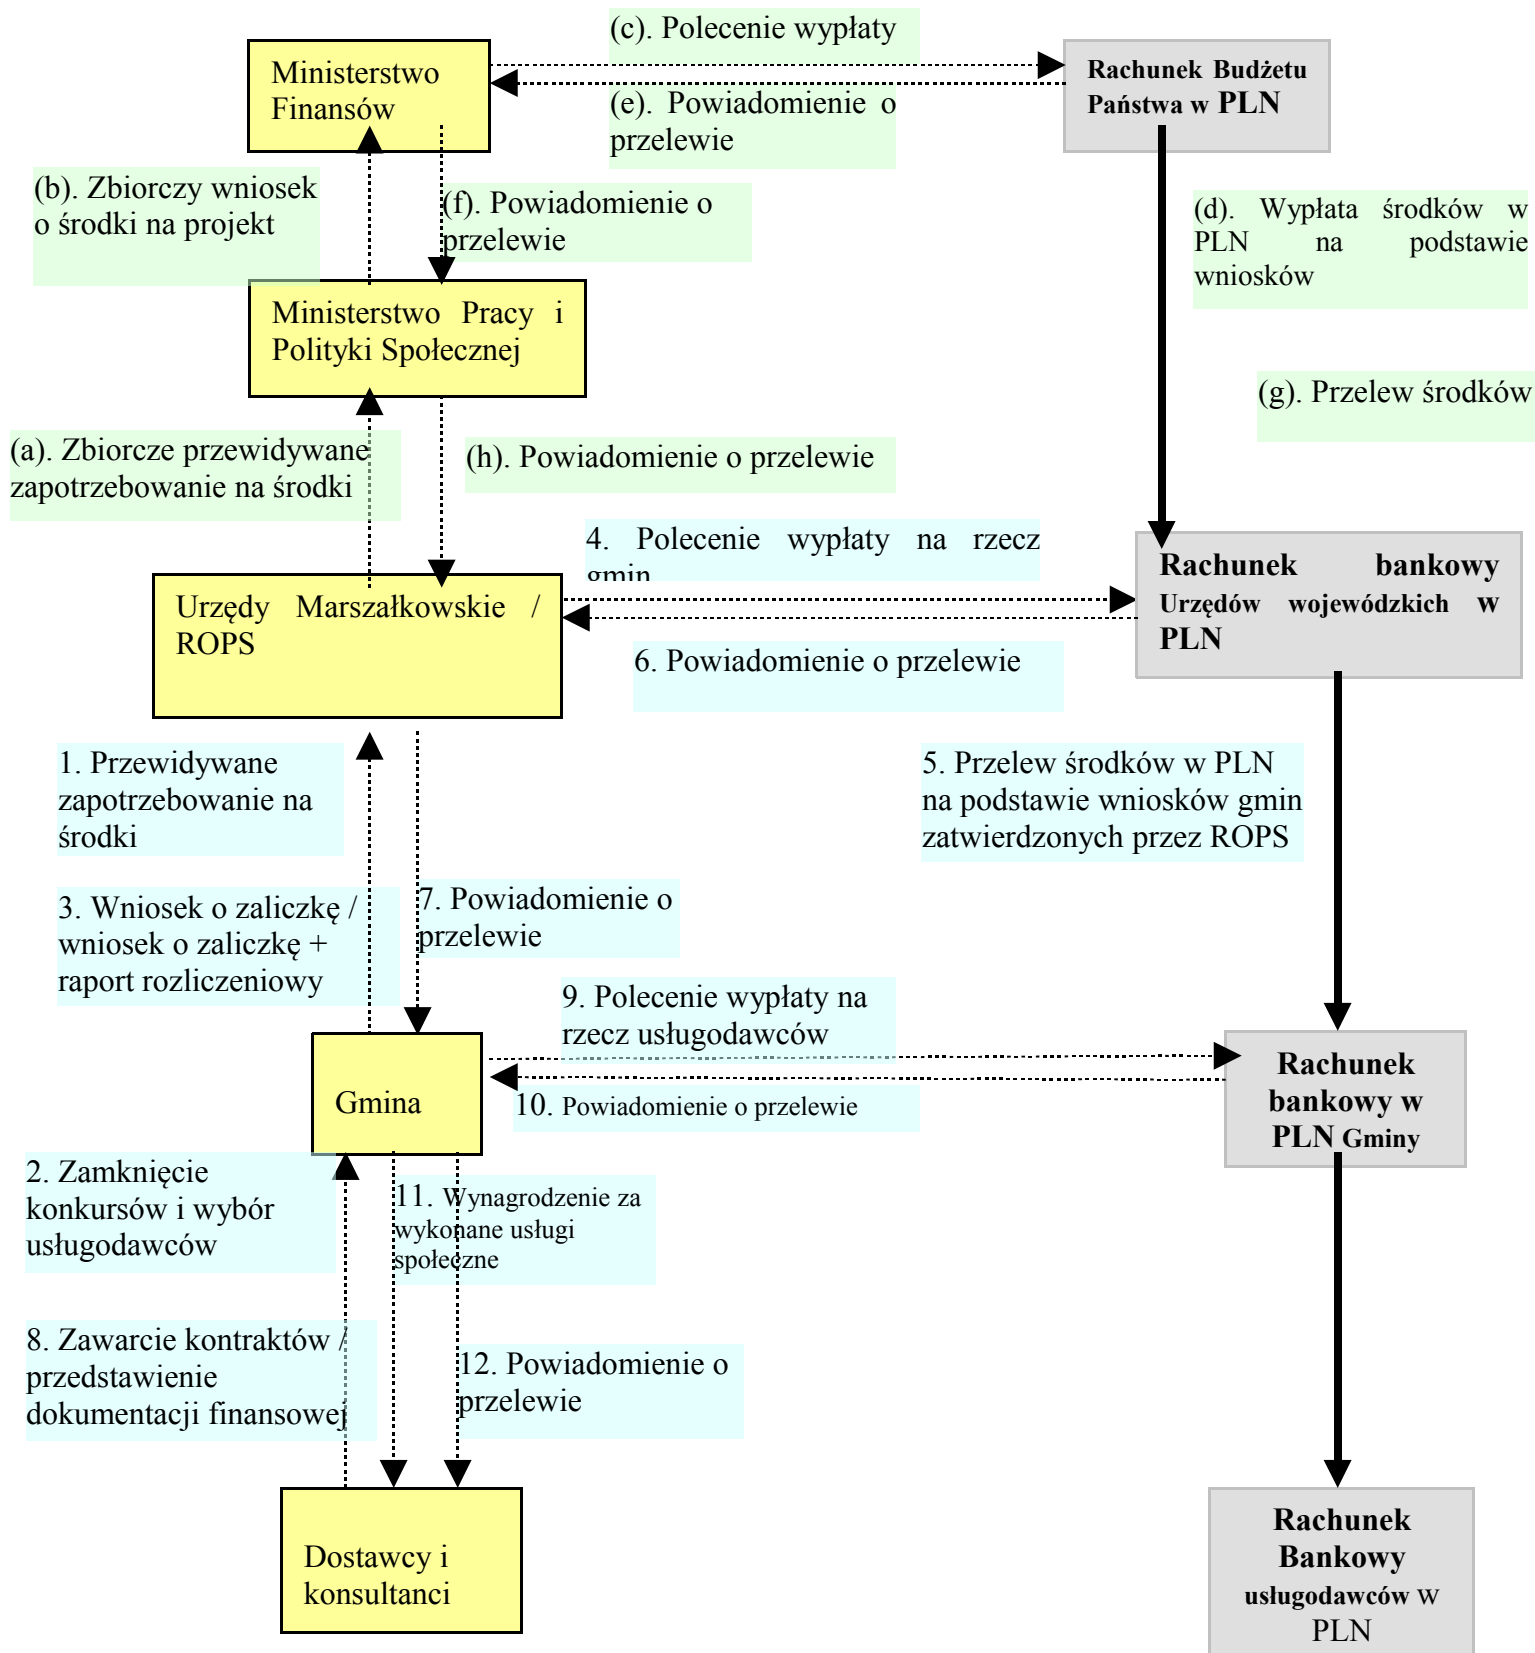 (c). Polecenie wypłaty
Ministerstwo
Finansów
Rachunek Budżetu
Państwa w PLN
(e). Powiadomienie o
przelewie
(b). Zbiorczy wniosek
o środki na projekt
(f). Powiadomienie o
przelewie
(d). Wypłata środków w
PLN na podstawie
wniosków
Ministerstwo Pracy i
Polityki Społecznej
(g). Przelew środków
(a). Zbiorcze przewidywane
zapotrzebowanie na środki
(h). Powiadomienie o przelewie
4. Polecenie wypłaty na rzecz
gmin
Rachunek bankowy
Urzędów wojewódzkich w
PLN
Urzędy Marszałkowskie /
ROPS
6. Powiadomienie o przelewie
1. Przewidywane
zapotrzebowanie na
środki
5. Przelew środków w PLN
na podstawie wniosków gmin
zatwierdzonych przez ROPS
3. Wniosek o zaliczkę /
wniosek o zaliczkę +
raport rozliczeniowy
7. Powiadomienie o
przelewie
9. Polecenie wypłaty na
rzecz usługodawców
Gmina
10. Powiadomienie o przelewie
Rachunek
bankowy w
PLN Gminy
2. Zamknięcie
konkursów i wybór
usługodawców
11. Wynagrodzenie za
wykonane usługi
społeczne
8. Zawarcie kontraktów /
przedstawienie
dokumentacji finansowej
12. Powiadomienie o
przelewie
Dostawcy i
konsultanci
Rachunek
Bankowy
usługodawców w
PLN